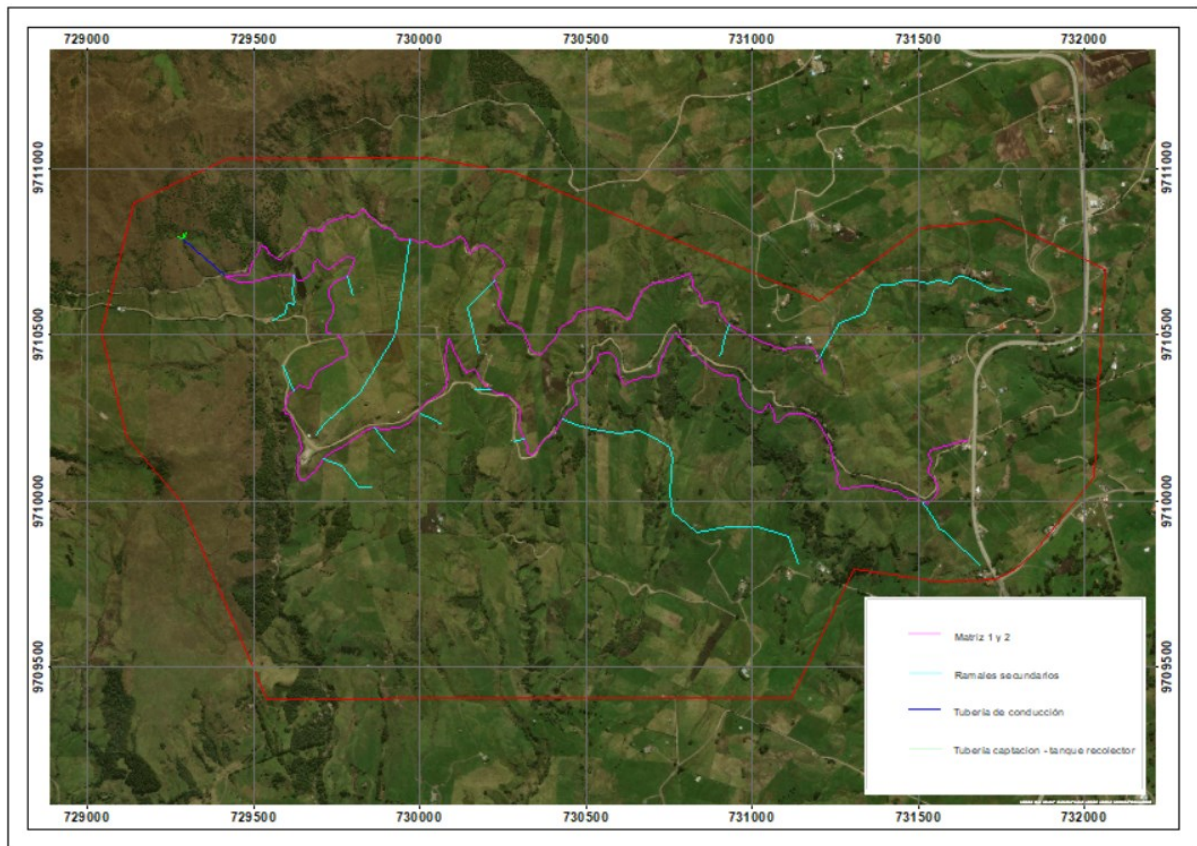 729000 729500 730000 730500 731000 731500 732000
9711000 9711000
9710500 9710500
9710000 9710000
9709500 9709500
Matriz 1 y 2
Ramales secundarios
Tubería de conducción
Tubería captacion - tanque recolector
729000 729500 730000 730500 731000 731500 732000